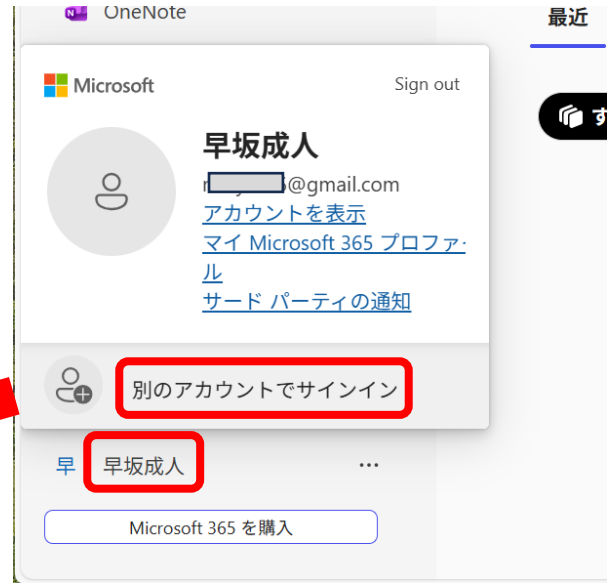 OneNote
最近
Microsoft
Sign out
す
早坂成人
@gmail.com
アカウントを表示
マイ Microsoft 365 プロファイ
ル
サード パーティの通知
別のアカウントでサインイン
早 早坂成人 …
Microsoft 365 を購入